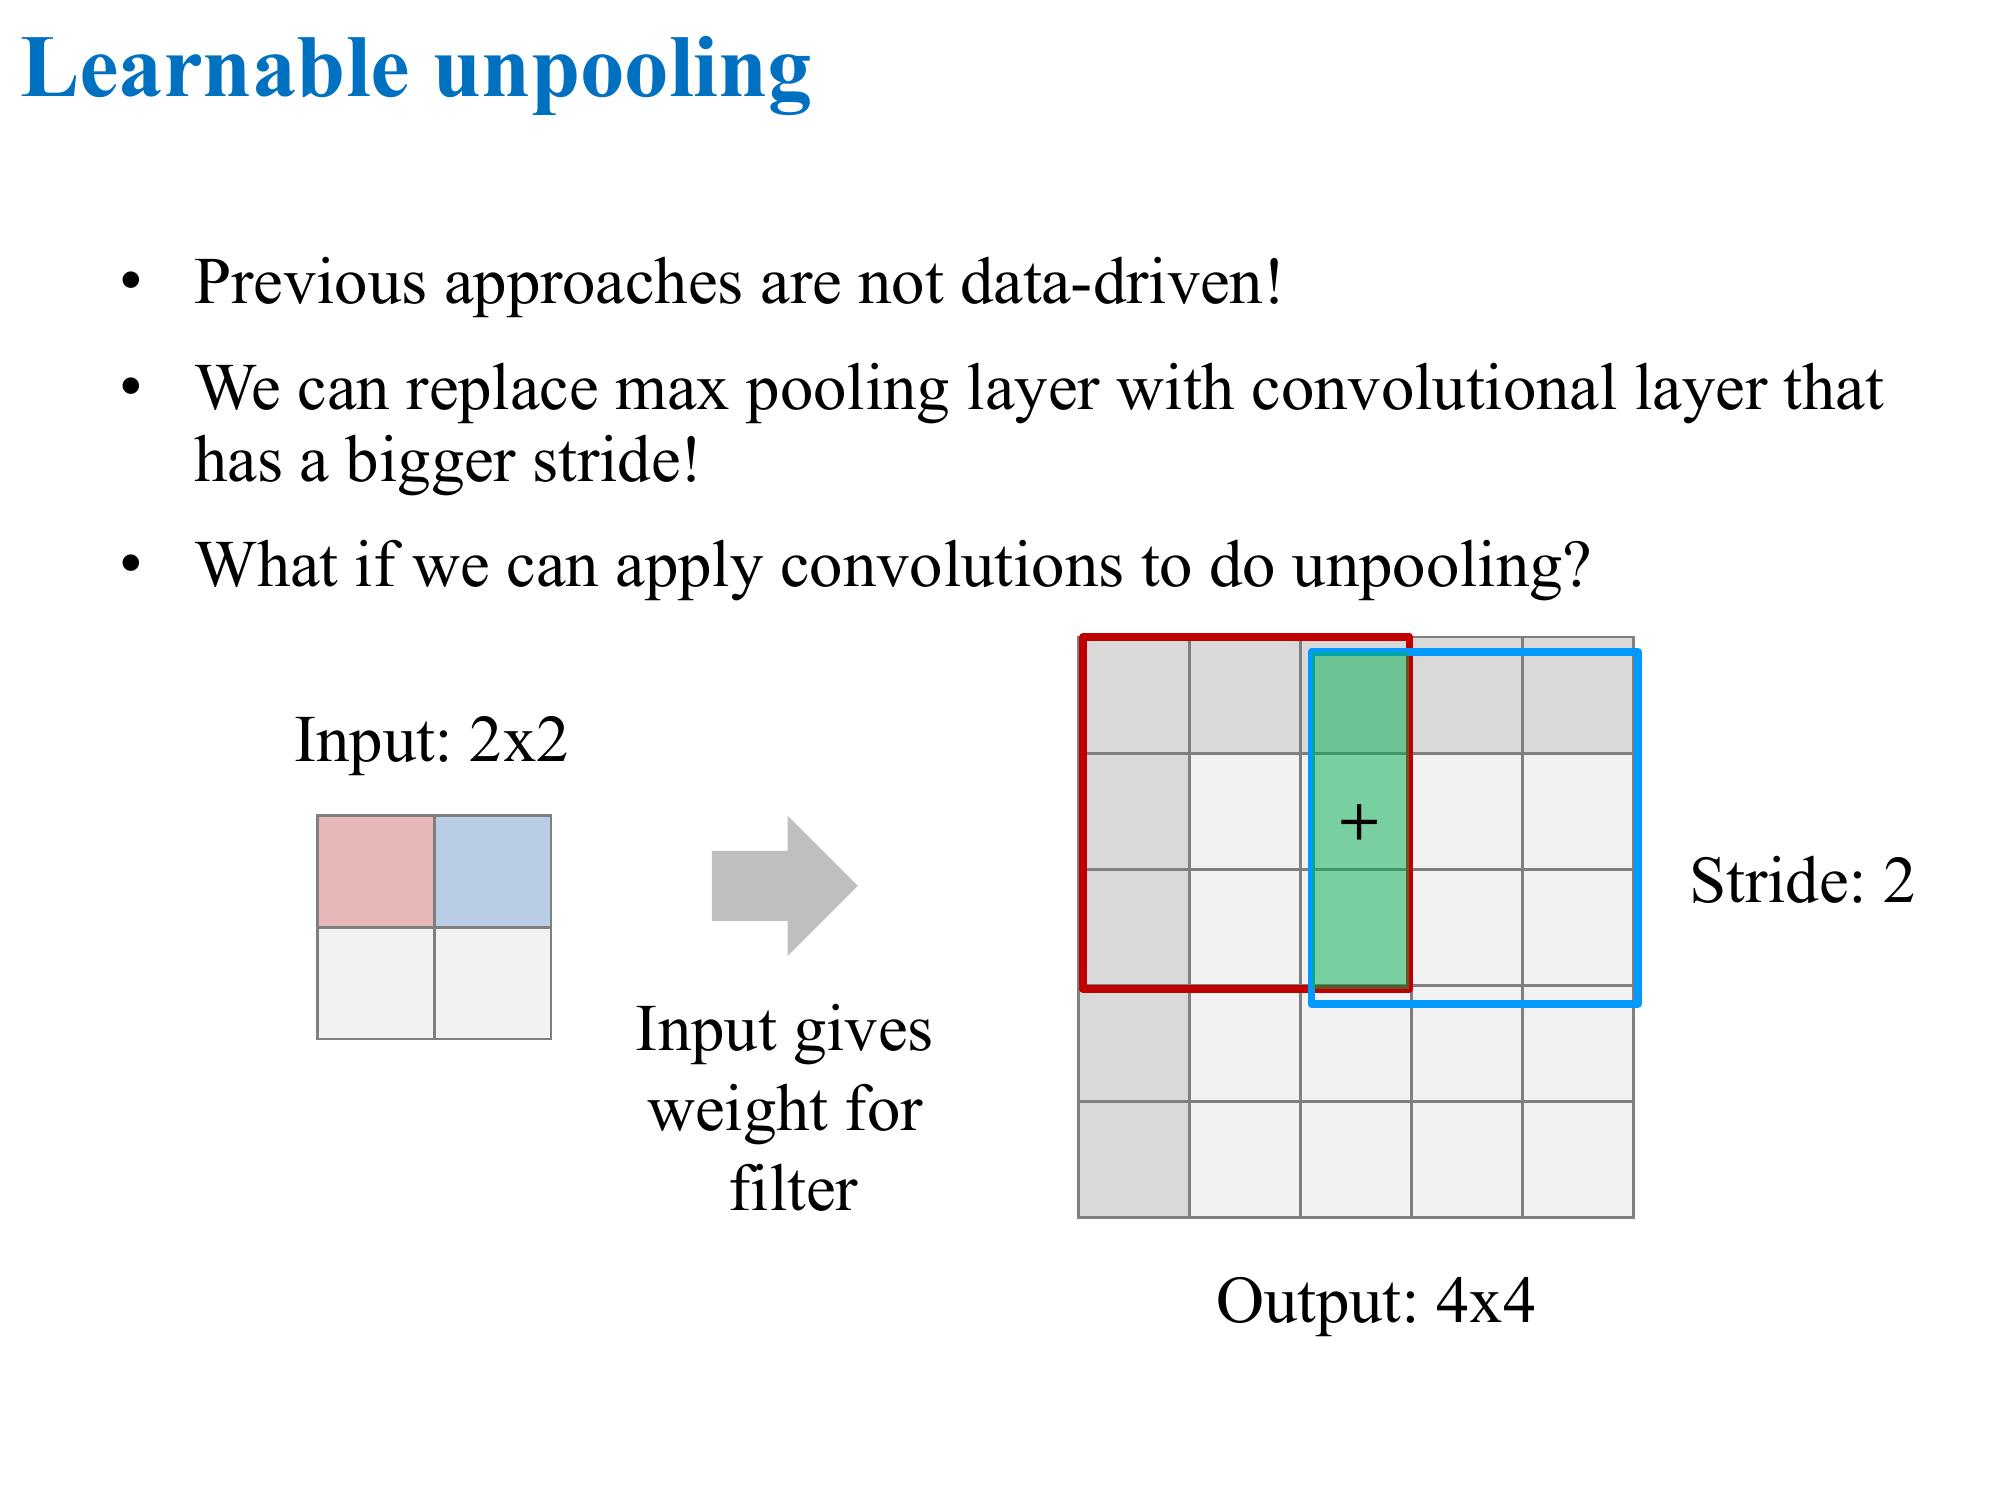 Learnable unpooling
• Previous approaches are not data-driven!
• We can replace max pooling layer with convolutional layer that
has a bigger stride!
• What if we can apply convolutions to do unpooling?
Input: 2x2
+
Stride: 2
Input gives
weight for
filter
Output: 4x4